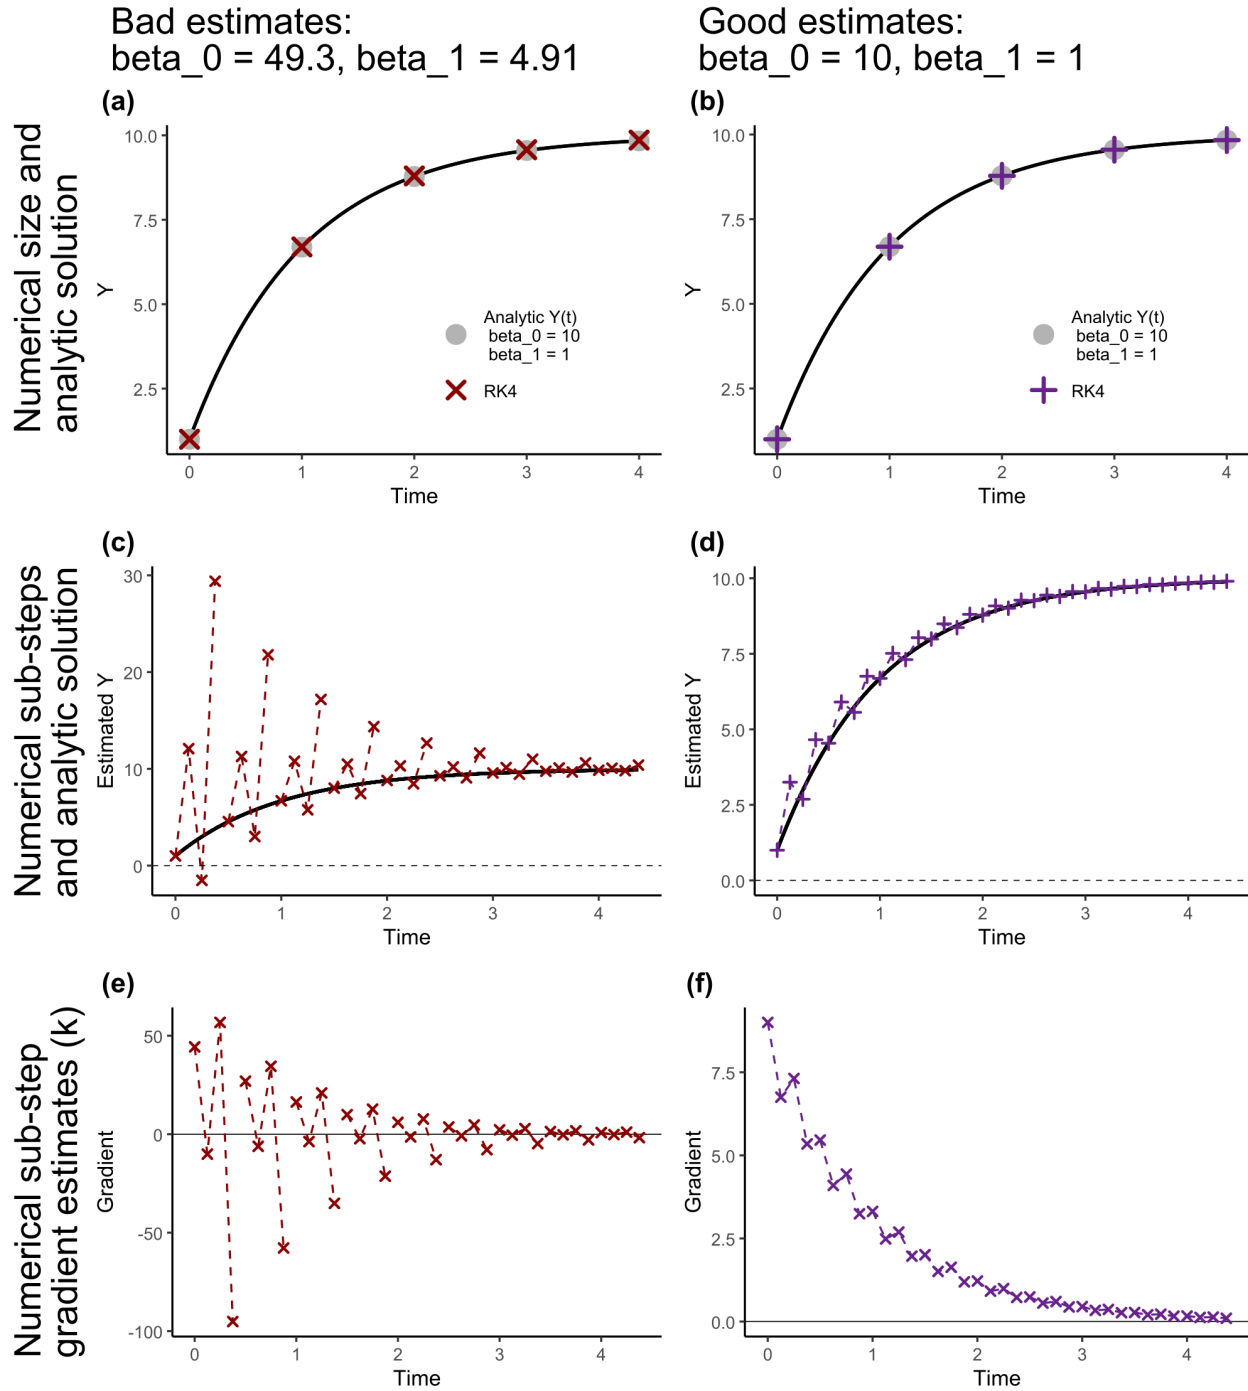 Bad estimates:
beta_0 = 49.3, beta_1 = 4.91
Good estimates:
beta_0 = 10, beta_1 = 1
Numerical size and
analytic solution
(a)
10.0
7.5
5.0
2.5
Y
0 1 2 3 4
Time
Analytic Y(t)
beta_0 = 10
beta_1 = 1
RK4
(b)
10.0
7.5
5.0
2.5
Y
0 1 2 3 4
Time
Analytic Y(t)
beta_0 = 10
beta_1 = 1
RK4
Numerical sub-steps
and analytic solution
(c)
30
20
10
0
Estimated Y
0 1 2 3 4
Time
(d)
10.0
7.5
5.0
2.5
0.0
Estimated Y
0 1 2 3 4
Time
Numerical sub-step
gradient estimates (k)
(e)
50
0
-50
-100
Gradient
0 1 2 3 4
Time
(f)
7.5
5.0
2.5
0.0
Gradient
0 1 2 3 4
Time